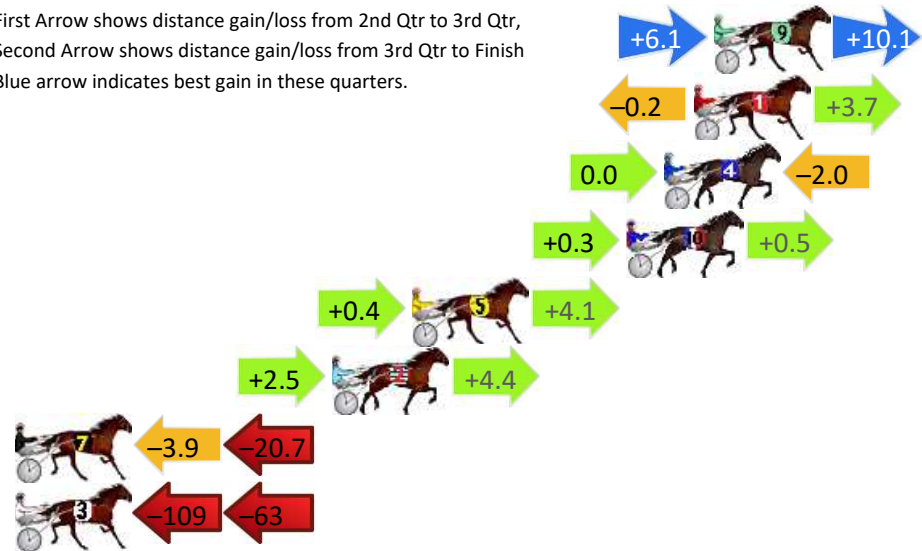 First Arrow shows distance gain/loss from 2nd Qtr to 3rd Qtr,
Second Arrow shows distance gain/loss from 3rd Qtr to Finish
Blue arrow indicates best gain in these quarters.
+6.1 9 +10.1
–0.2 1 +3.7
0.0 4 –2.0
+0.3 10 +0.5
+0.4 5 +4.1
+2.5 2 +4.4
7 –3.9 –20.7
3 –109 –63